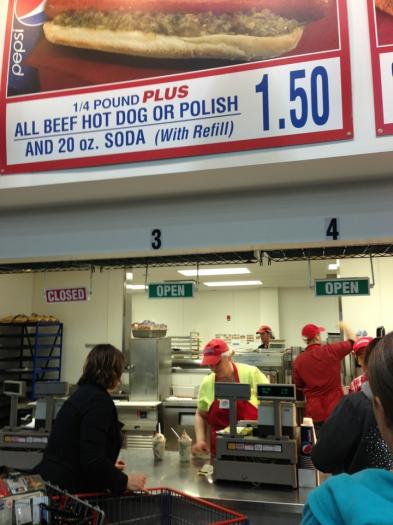 pepsi
1/4 POUND PLUS
ALL BEEF HOT DOG OR POLISH
AND 20 oz. SODA (With Refill)
1.50
3
4
CLOSED
OPEN
OPEN